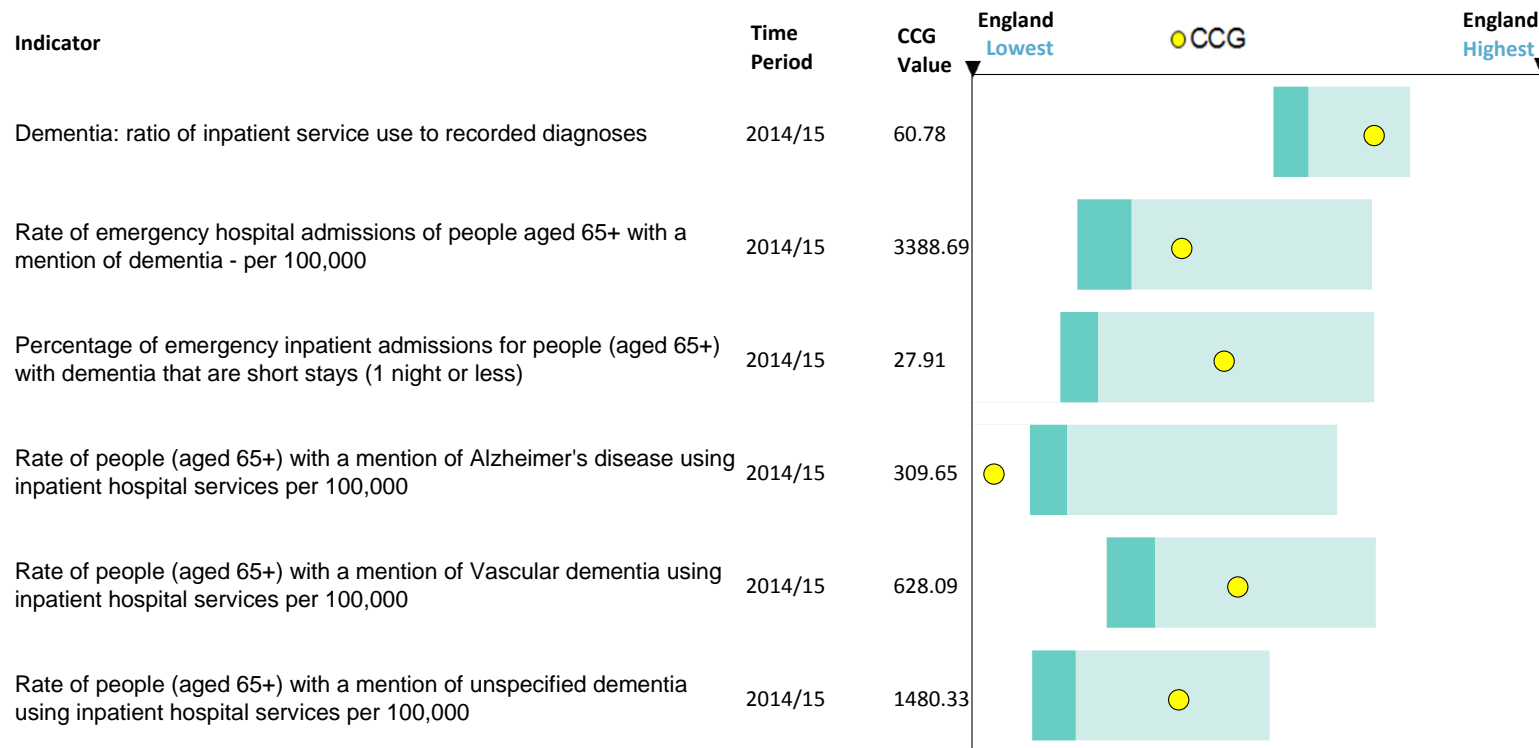 Indicator
Time Period
CCG Value
England Lowest
CCG
England Highest
Dementia: ratio of inpatient service use to recorded diagnoses
2014/15
60.78
Rate of emergency hospital admissions of people aged 65+ with a
mention of dementia - per 100,000
2014/15
3388.69
Percentage of emergency inpatient admissions for people (aged 65+)
with dementia that are short stays (1 night or less)
2014/15
27.91
Rate of people (aged 65+) with a mention of Alzheimer's disease using
inpatient hospital services per 100,000
2014/15
309.65
Rate of people (aged 65+) with a mention of Vascular dementia using
inpatient hospital services per 100,000
2014/15
628.09
Rate of people (aged 65+) with a mention of unspecified dementia
using inpatient hospital services per 100,000
2014/15
1480.33